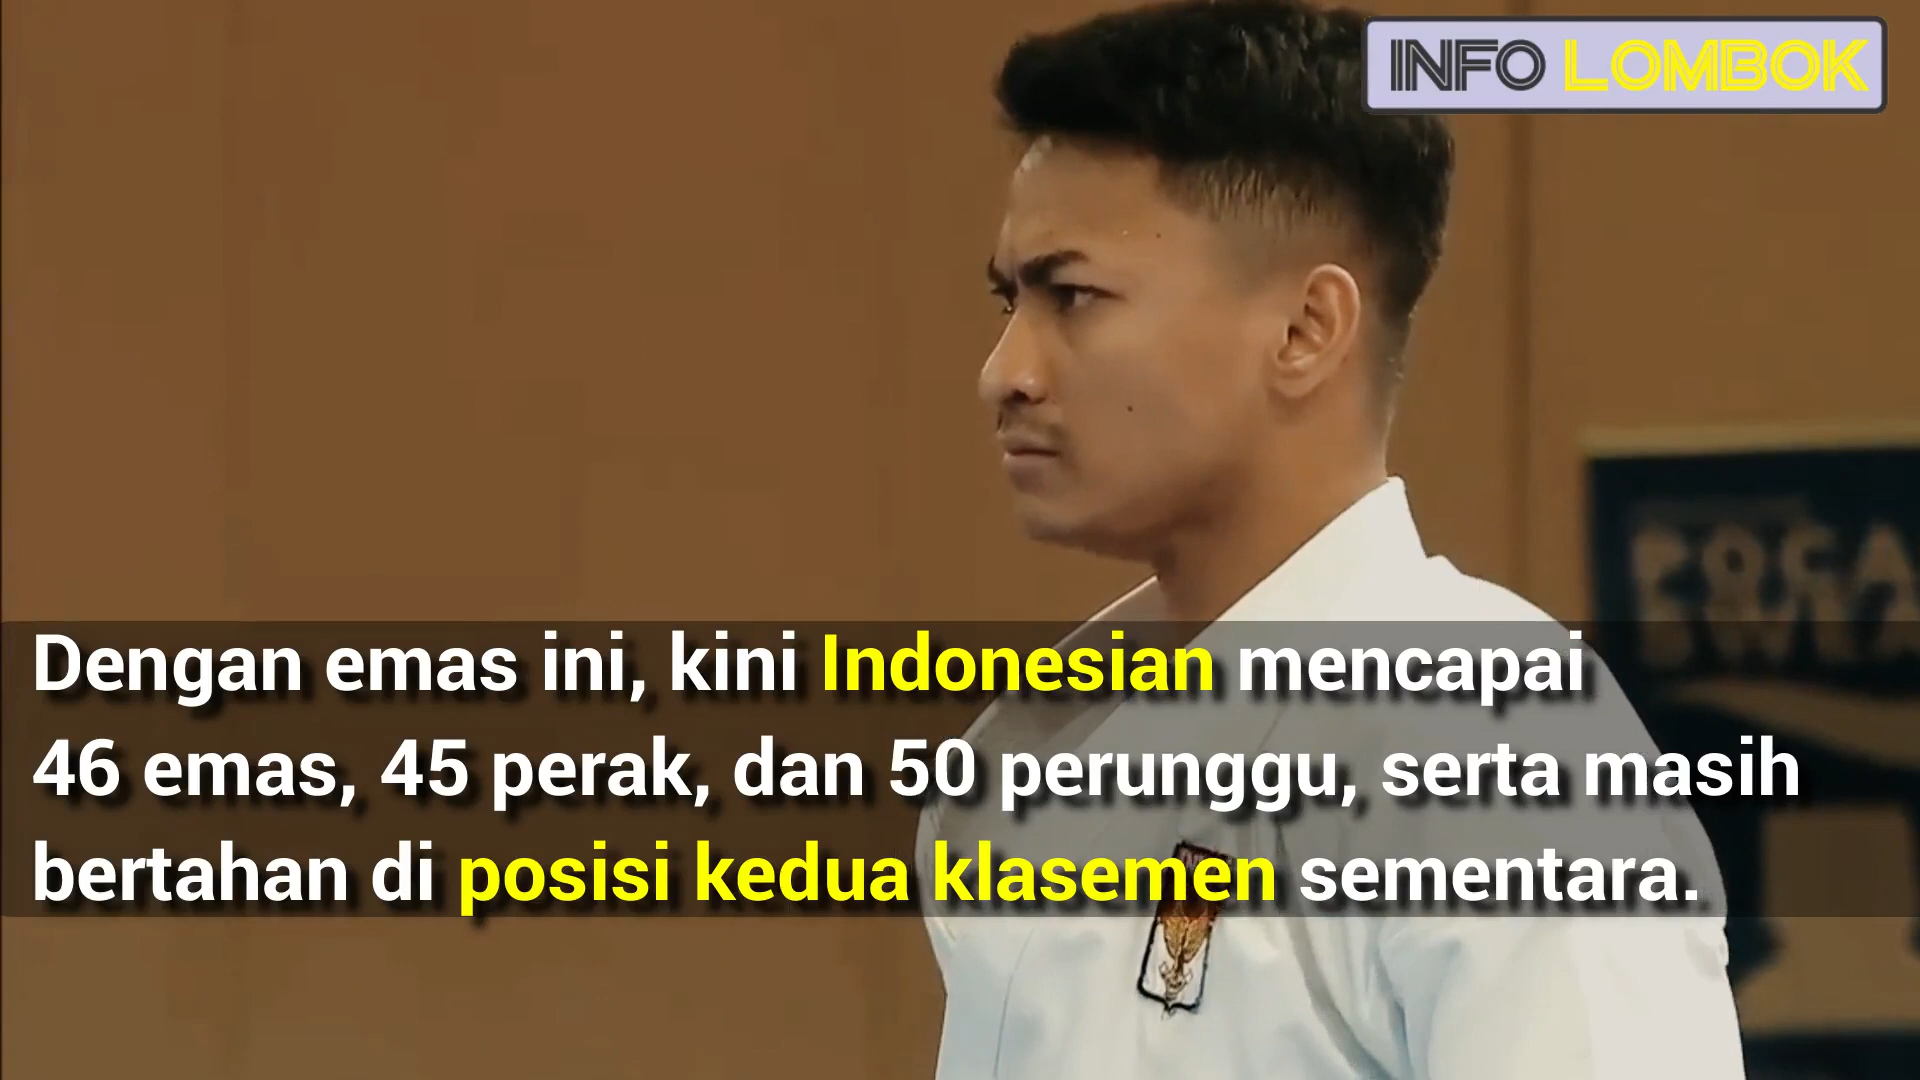 INFO LOMBOK
POCA
Dengan emas ini, kini Indonesian mencapai
46 emas, 45 perak, dan 50 perunggu, serta masih
bertahan di posisi kedua klasemen sementara.